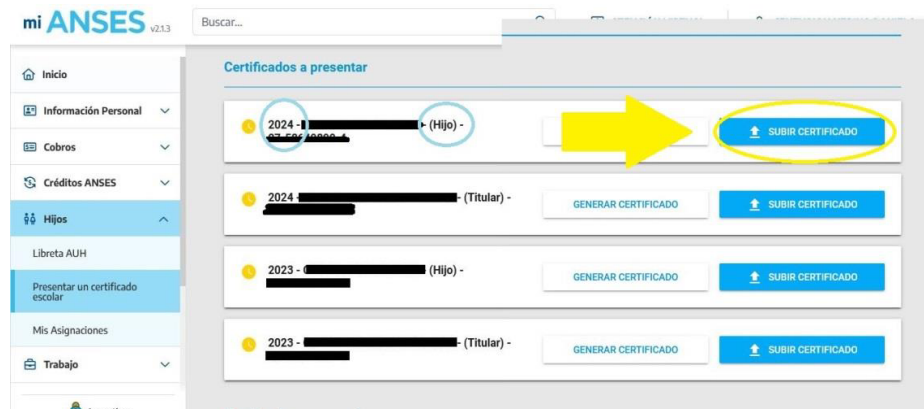 mi ANSES v2.1.3
Buscar...
Inicio
Información Personal
Cobros
Créditos ANSES
Hijos
Libreta AUH
Presentar un certificado
escolar
Mis Asignaciones
Trabajo
Certificados a presentar
2024 - (Hijo) -
SUBIR CERTIFICADO
2024 - (Titular) -
GENERAR CERTIFICADO
SUBIR CERTIFICADO
2023 - (Hijo) -
GENERAR CERTIFICADO
SUBIR CERTIFICADO
2023 - (Titular) -
GENERAR CERTIFICADO
SUBIR CERTIFICADO